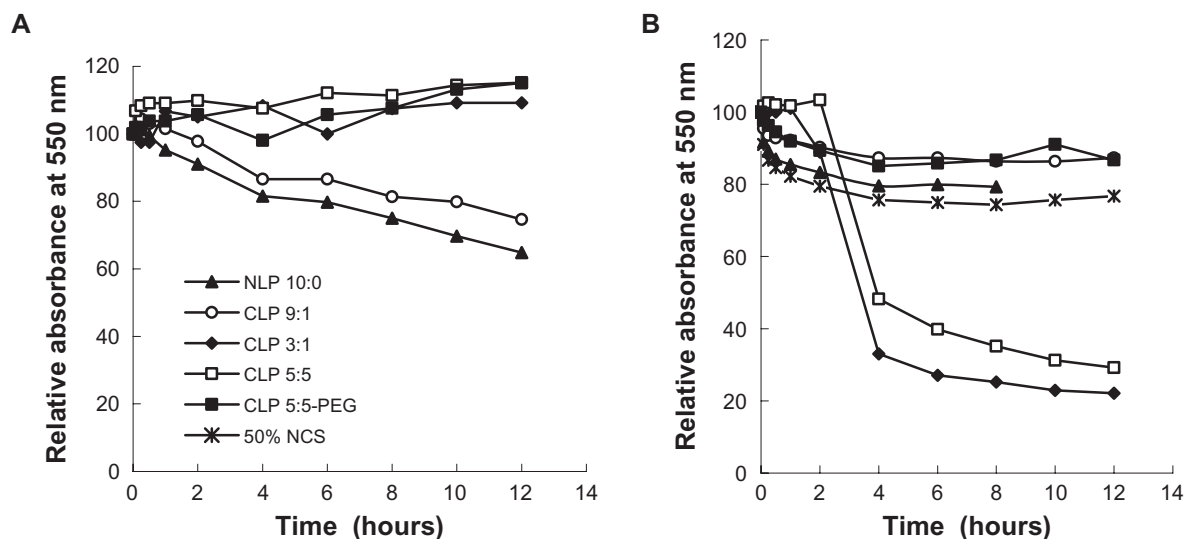 A
Relative absorbance at 550 nm
120
100
80
60
40
20
0
NLP 10:0
CLP 9:1
CLP 3:1
CLP 5:5
CLP 5:5-PEG
50% NCS
0 2 4 6 8 10 12 14
Time (hours)
B
Relative absorbance at 550 nm
120
100
80
60
40
20
0
0 2 4 6 8 10 12 14
Time (hours)